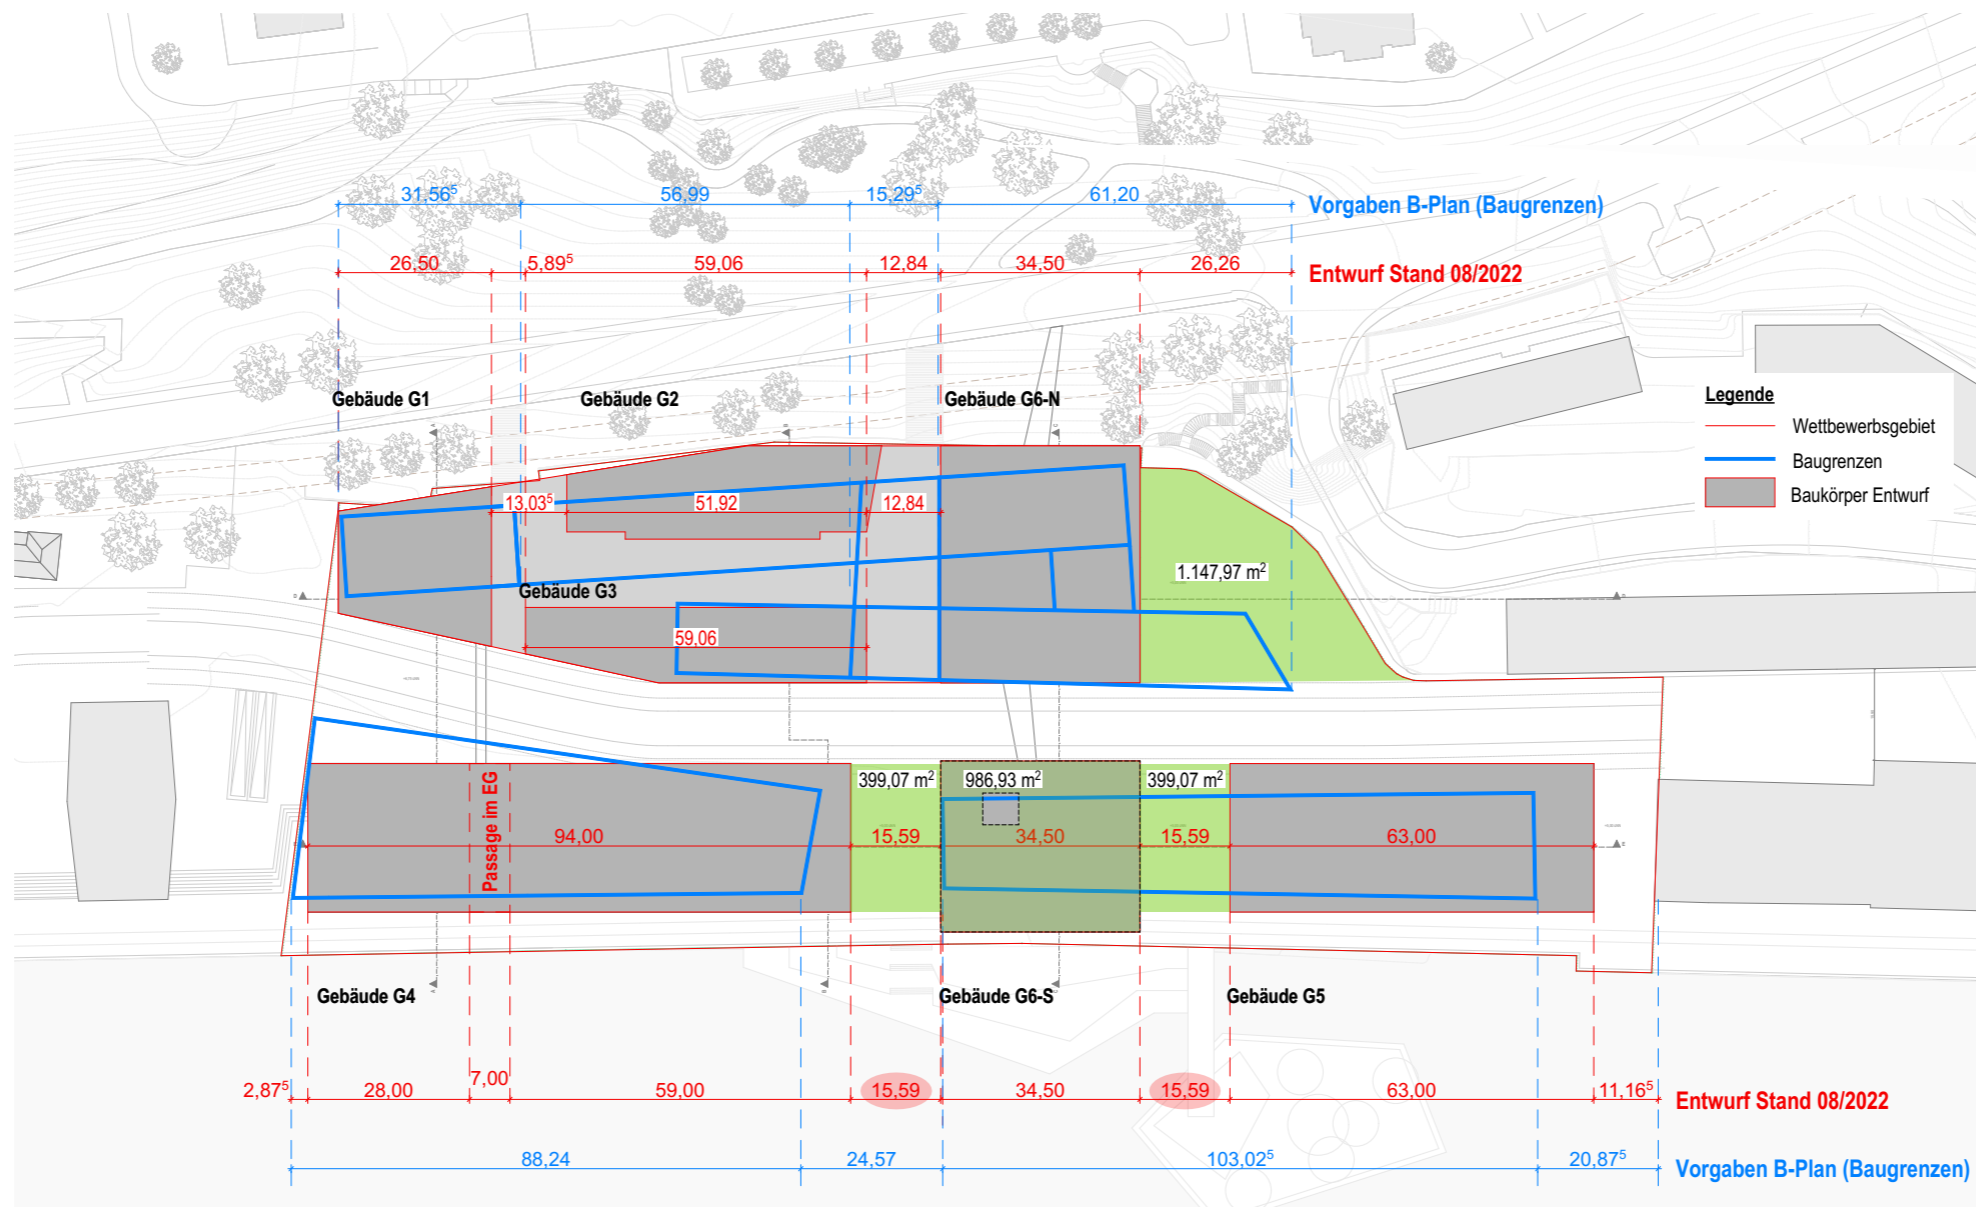 31,56⁵ 56,99 15,29⁵ 61,20 Vorgaben B-Plan (Baugrenzen)
26,50 5,89⁵ 59,06 12,84 34,50 26,26 Entwurf Stand 08/2022
Gebäude G1 Gebäude G2 Gebäude G6-N
Legende
Wettbewerbsgebiet
Baugrenzen
Baukörper Entwurf
13,03⁵ 51,92 12,84
1.147,97 m²
Gebäude G3
59,06
399,07 m² 986,93 m² 399,07 m²
Passage im EG
94,00 15,59 34,50 15,59 63,00
Gebäude G4 Gebäude G6-S Gebäude G5
2,87⁵ 28,00 7,00 59,00 15,59 34,50 15,59 63,00 11,16⁵ Entwurf Stand 08/2022
88,24 24,57 103,02⁵ 20,87⁵ Vorgaben B-Plan (Baugrenzen)